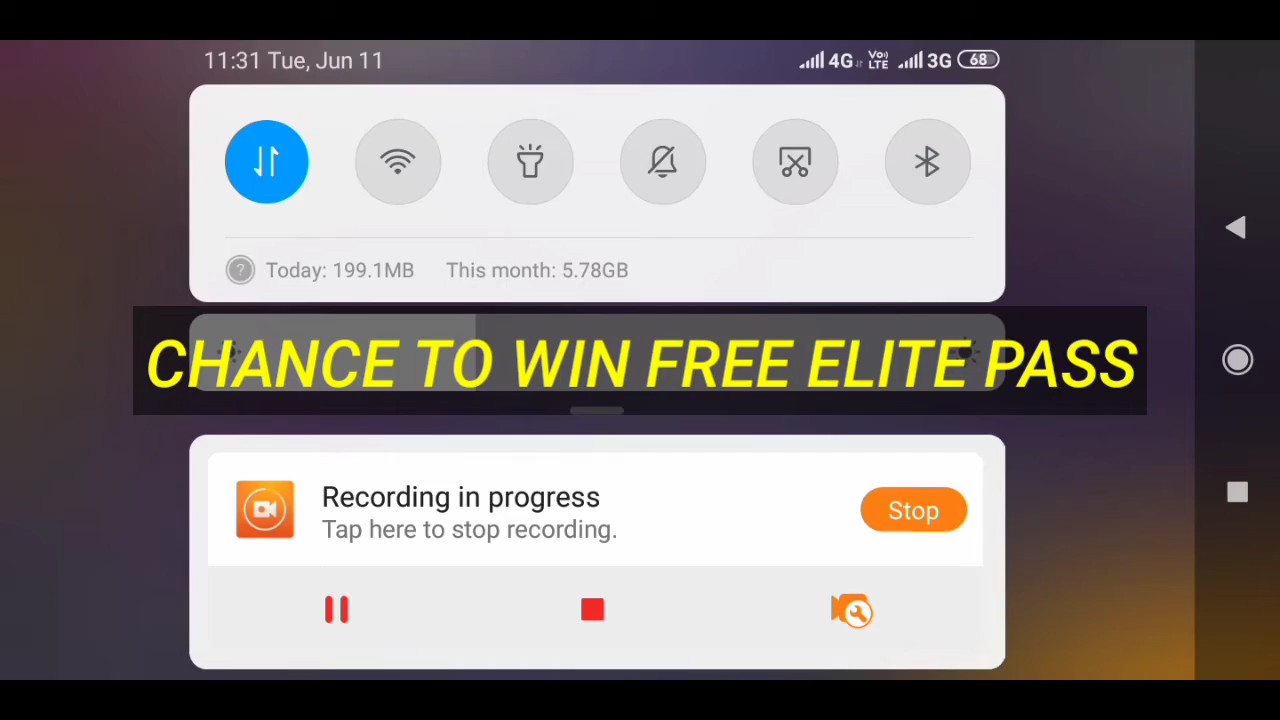 11:31 Tue, Jun 11
4G VoLTE 3G 68
Today: 199.1MB This month: 5.78GB
CHANCE TO WIN FREE ELITE PASS
Recording in progress
Tap here to stop recording.
Stop